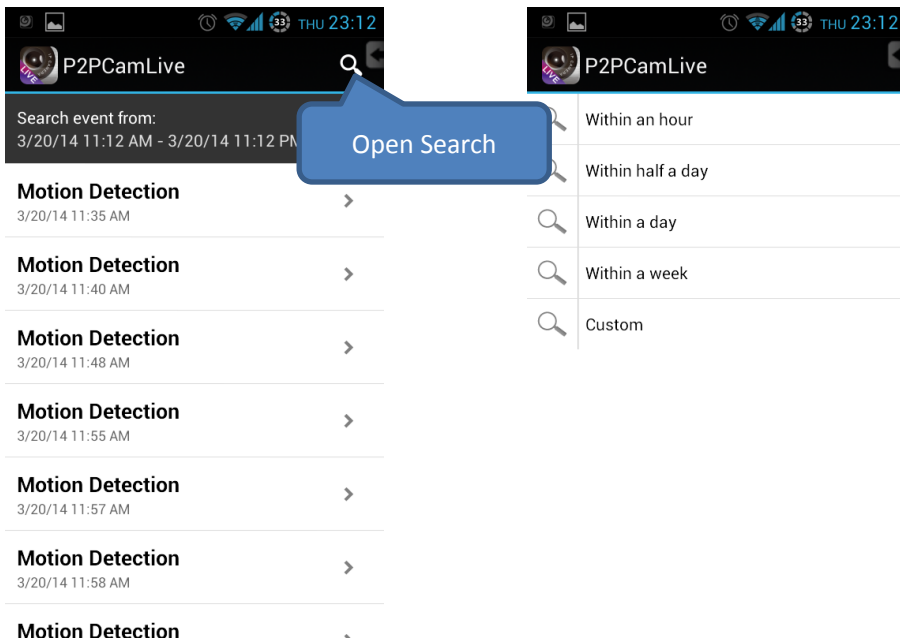 33 THU 23:12
P2PCamLive
LIVE
Search event from:
3/20/14 11:12 AM - 3/20/14 11:12 PM
Open Search
Motion Detection
3/20/14 11:35 AM
Motion Detection
3/20/14 11:40 AM
Motion Detection
3/20/14 11:48 AM
Motion Detection
3/20/14 11:55 AM
Motion Detection
3/20/14 11:57 AM
Motion Detection
3/20/14 11:58 AM
Motion Detection
33 THU 23:12
P2PCamLive
LIVE
Within an hour
Within half a day
Within a day
Within a week
Custom